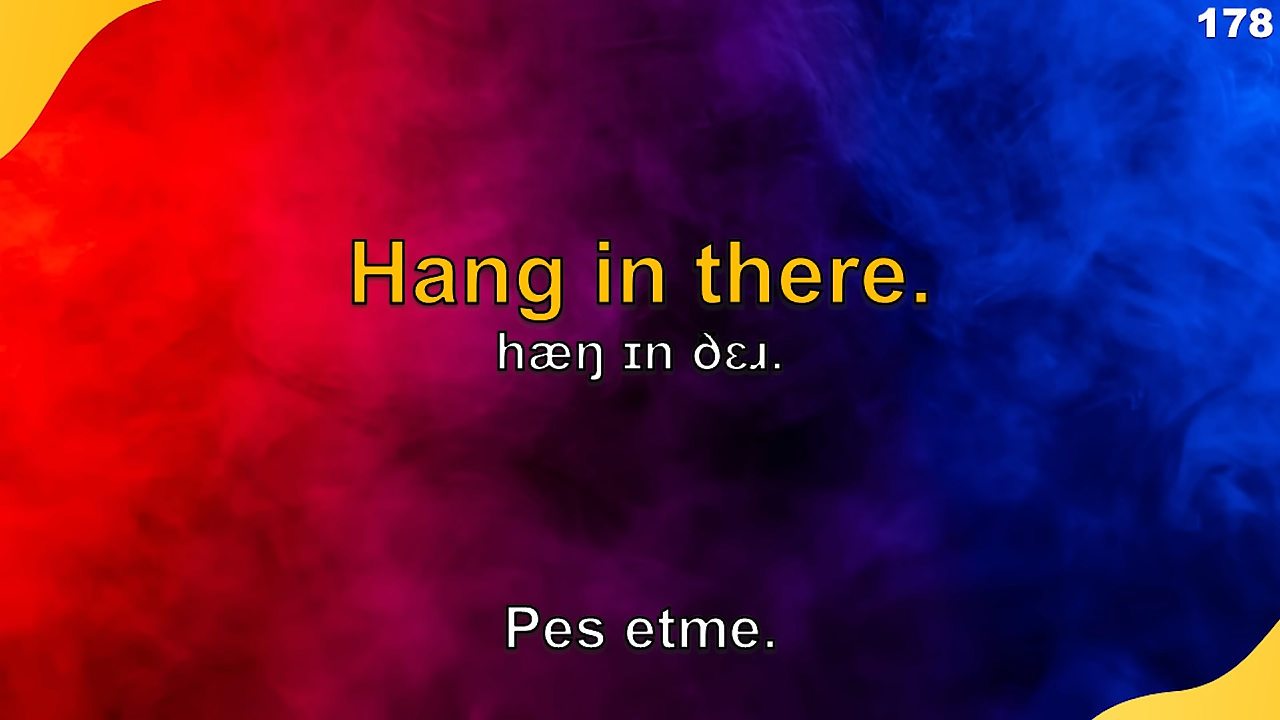 178
Hang in there.
hæŋ ɪn ðɛɹ.
Pes etme.